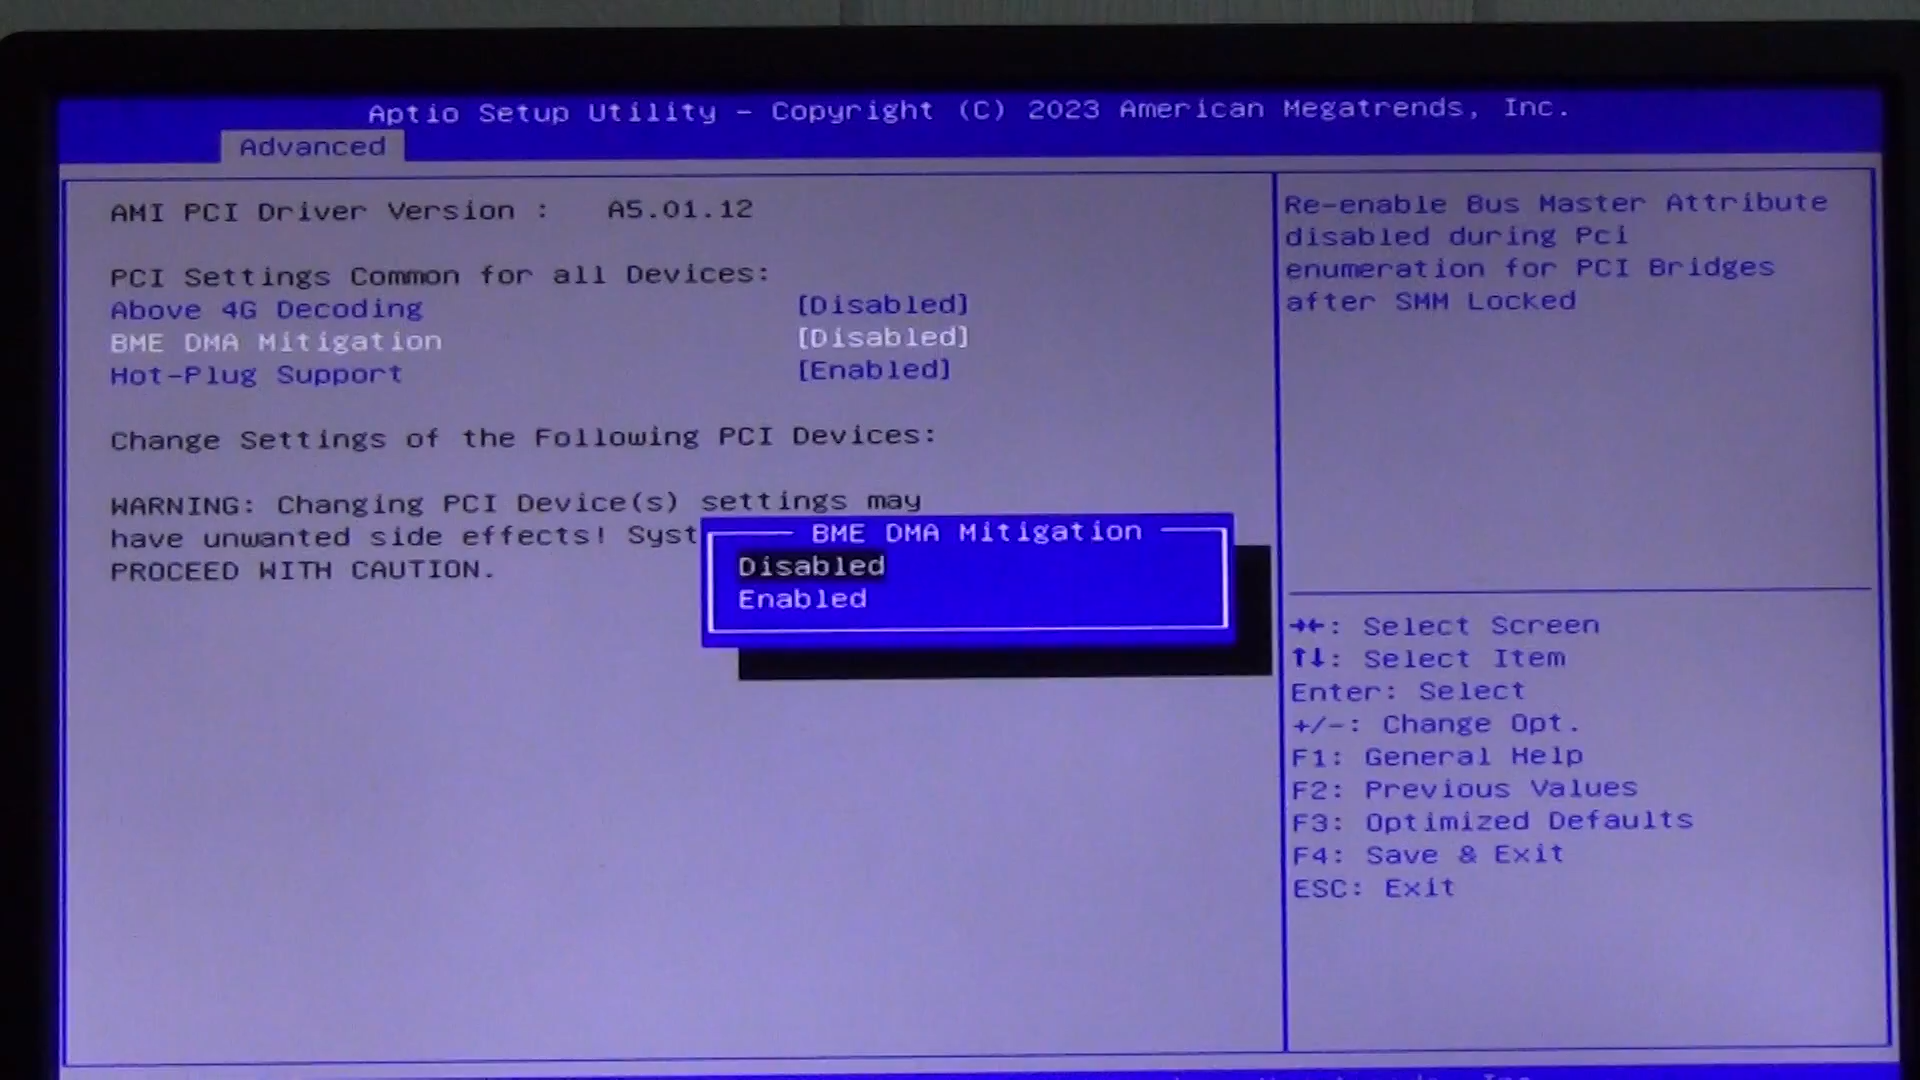 Aptio Setup Utility - Copyright (C) 2023 American Megatrends, Inc.
Advanced
AMI PCI Driver Version : A5.01.12
PCI Settings Common for all Devices:
Above 4G Decoding [Disabled]
BME DMA Mitigation [Disabled]
Hot-Plug Support [Enabled]
Change Settings of the Following PCI Devices:
WARNING: Changing PCI Device(s) settings may
have unwanted side effects! Syst
PROCEED WITH CAUTION.
BME DMA Mitigation
Disabled
Enabled
Re-enable Bus Master Attribute
disabled during Pci
enumeration for PCI Bridges
after SMM Locked
→←: Select Screen
↑↓: Select Item
Enter: Select
+/-: Change Opt.
F1: General Help
F2: Previous Values
F3: Optimized Defaults
F4: Save & Exit
ESC: Exit